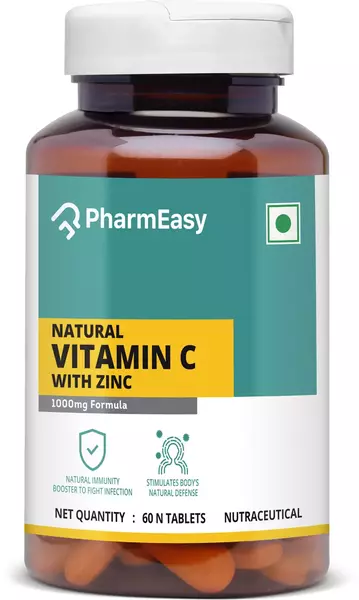 PharmEasy
NATURAL
VITAMIN C
WITH ZINC
1000mg Formula
NATURAL IMMUNITY
BOOSTER TO FIGHT INFECTION
STIMULATES BODY'S
NATURAL DEFENSE
NET QUANTITY : 60 N TABLETS NUTRACEUTICAL